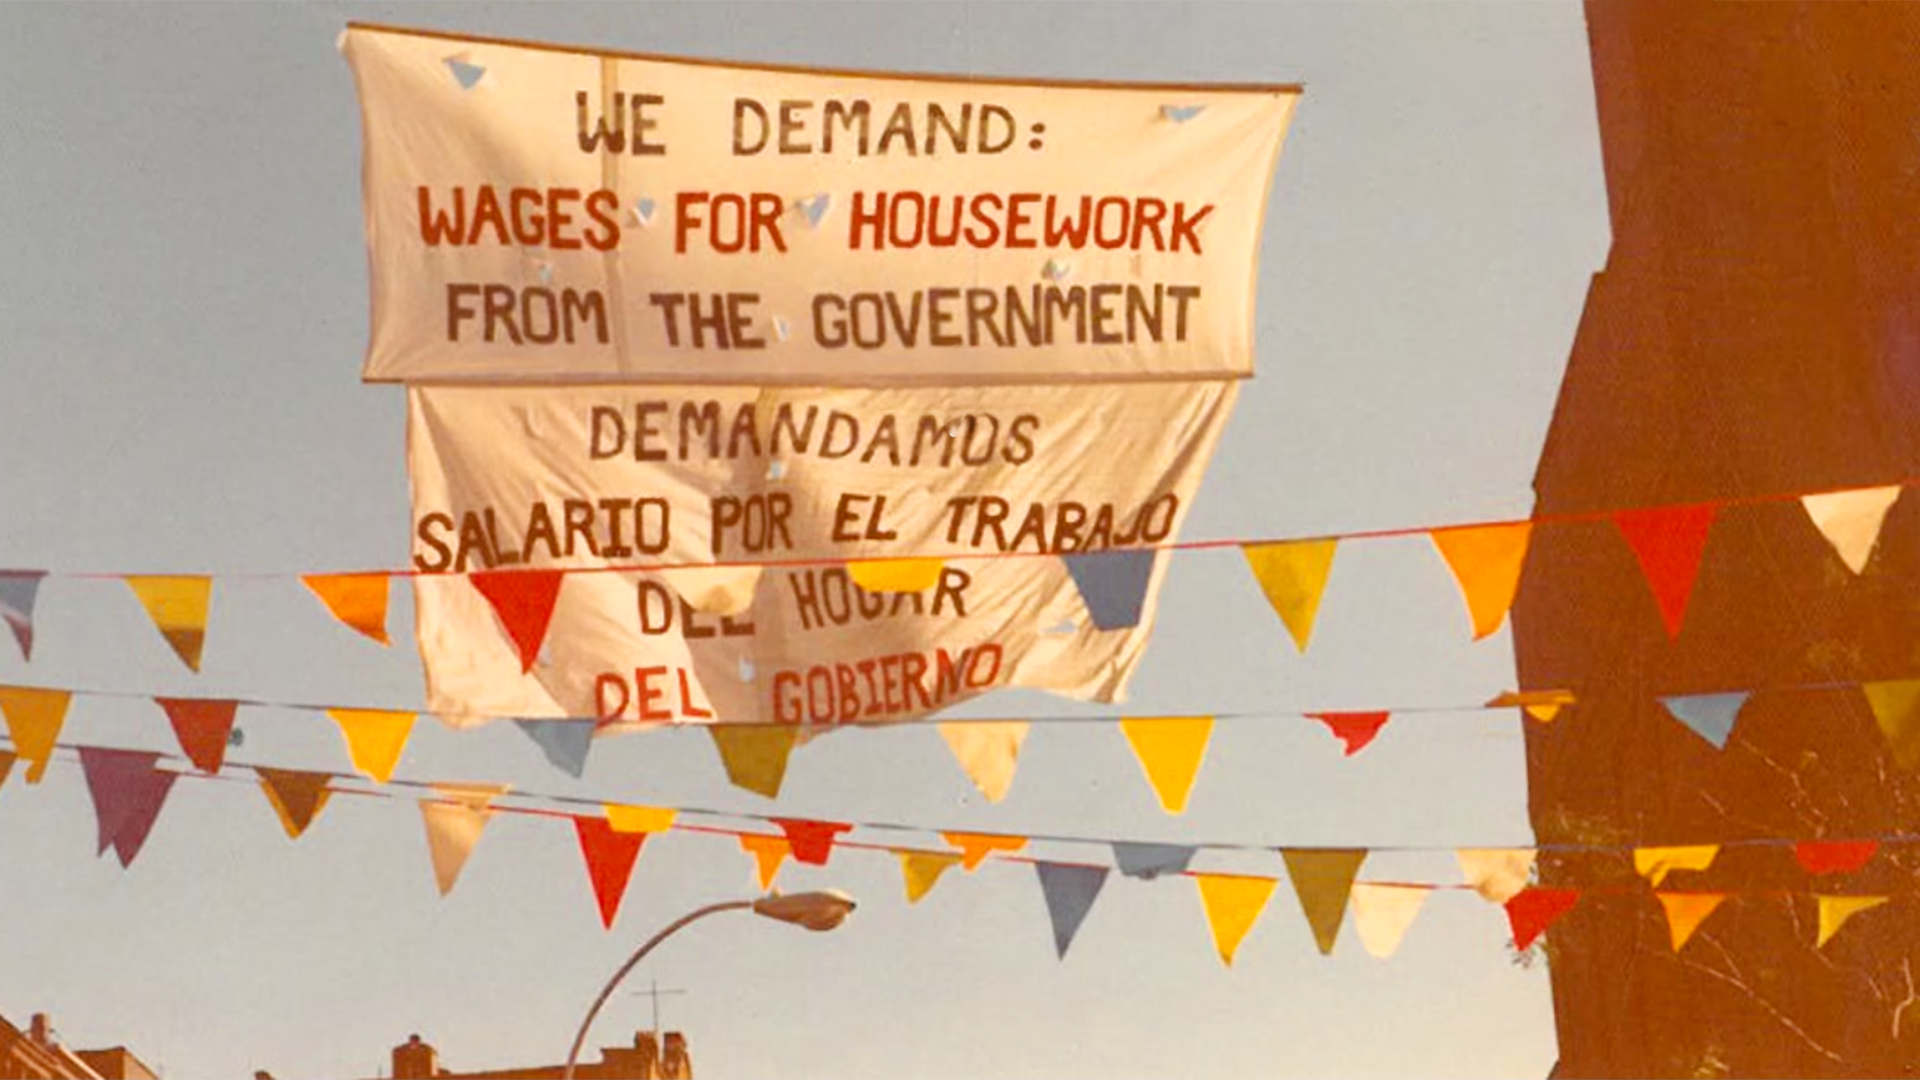 WE DEMAND:
WAGES FOR HOUSEWORK
FROM THE GOVERNMENT
DEMANDAMOS
SALARIO POR EL TRABAJO
DEL HOGAR
DEL GOBIERNO